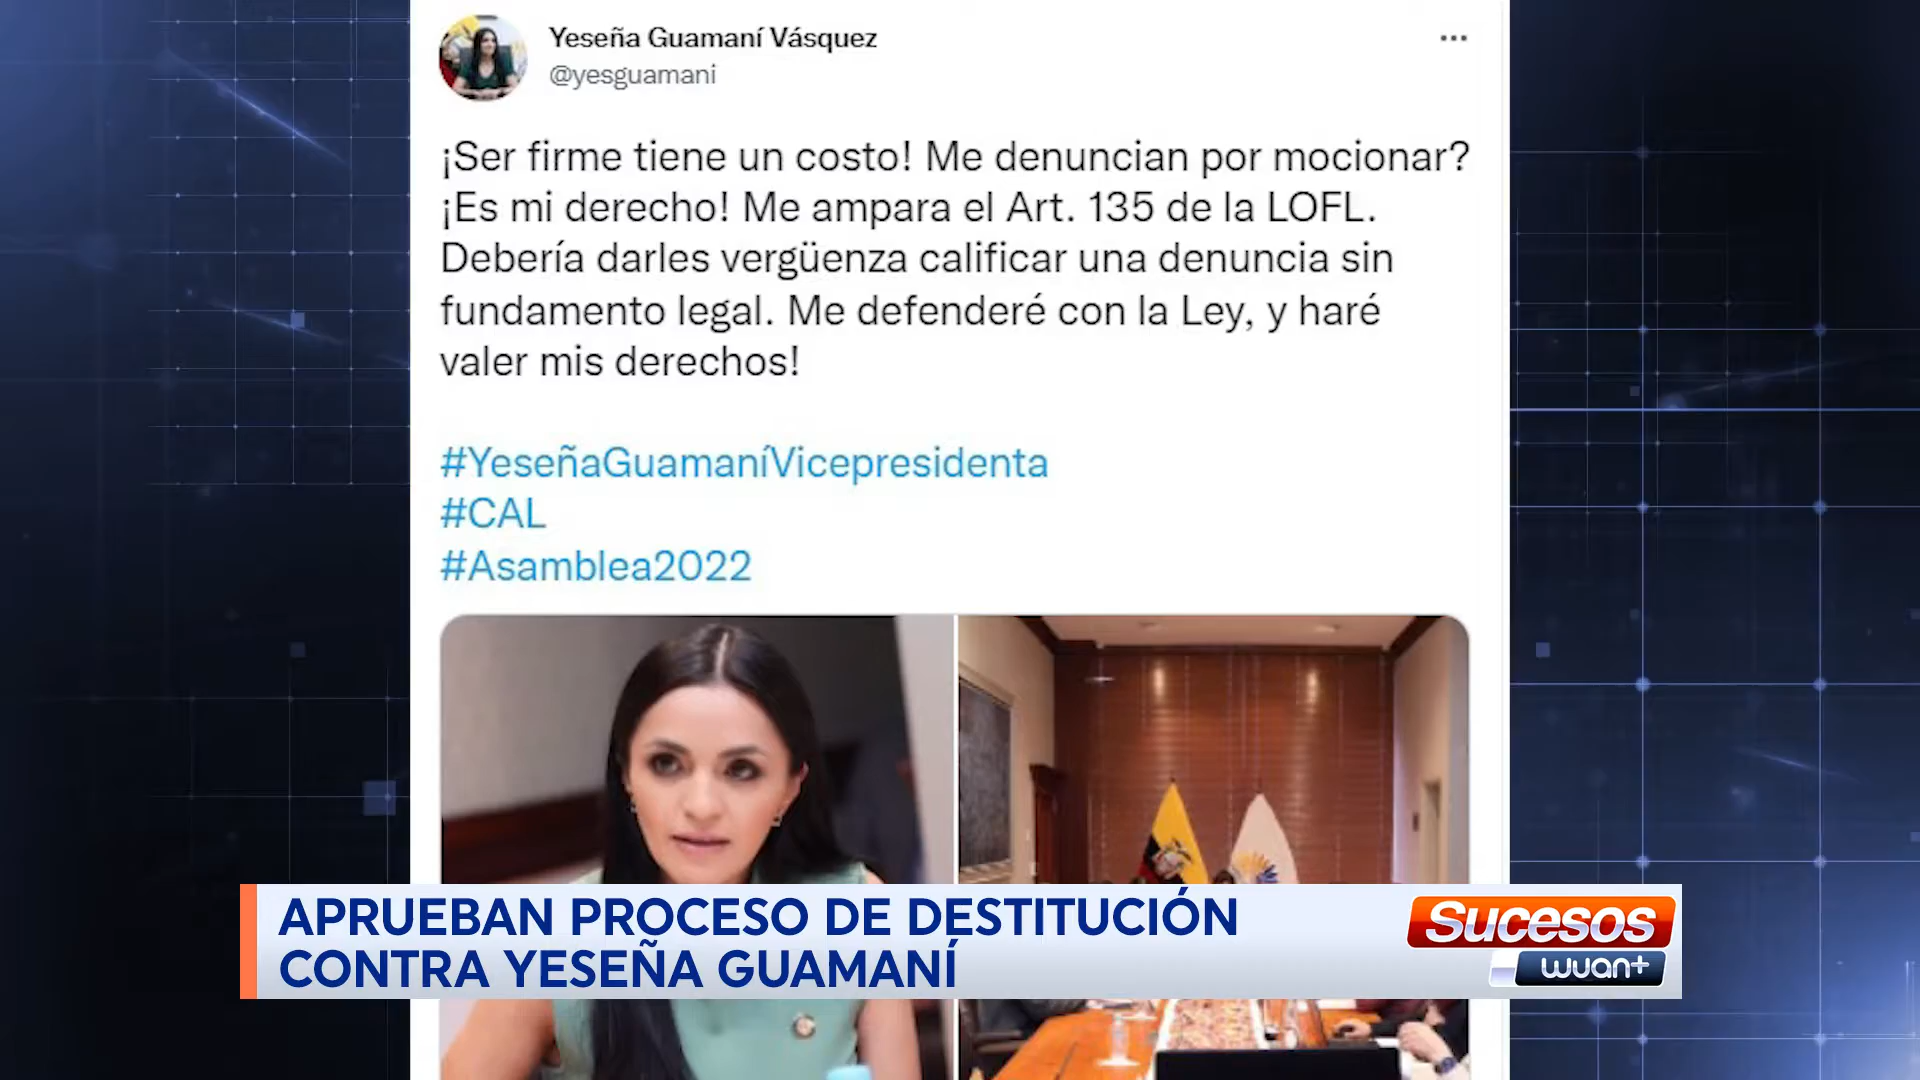 Yeseña Guamaní Vásquez
@yesguamani
¡Ser firme tiene un costo! Me denuncian por mocionar?
¡Es mi derecho! Me ampara el Art. 135 de la LOFL.
Debería darles vergüenza calificar una denuncia sin
fundamento legal. Me defenderé con la Ley, y haré
valer mis derechos!
#YeseñaGuamaníVicepresidenta
#CAL
#Asamblea2022
APRUEBAN PROCESO DE DESTITUCIÓN
CONTRA YESEÑA GUAMANÍ
Sucesos
wuan+